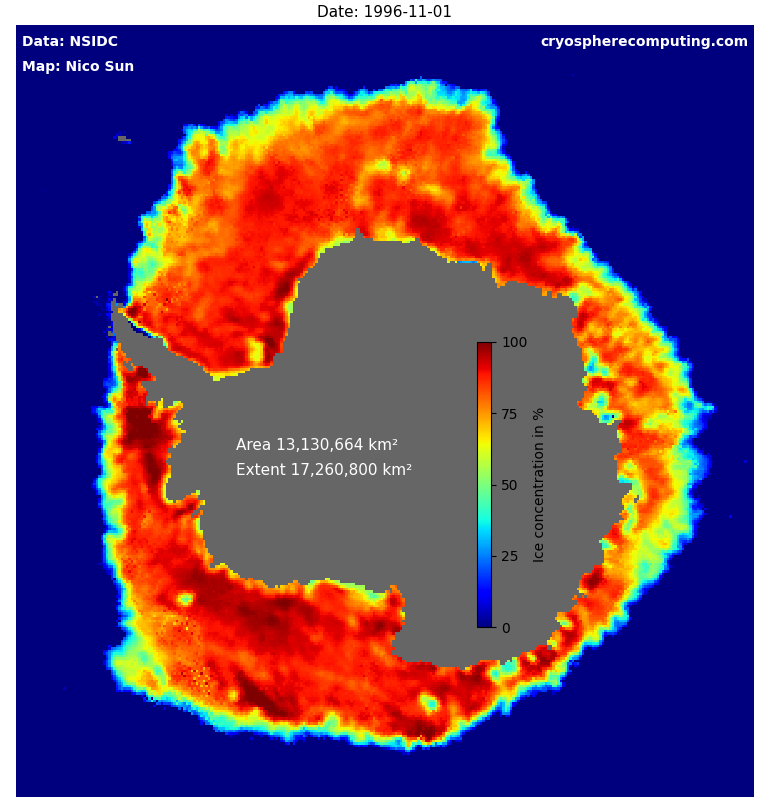 Date: 1996-11-01
Data: NSIDC
cryospherecomputing.com
Map: Nico Sun
100
75
50
25
0
Ice concentration in %
Area 13,130,664 km²
Extent 17,260,800 km²